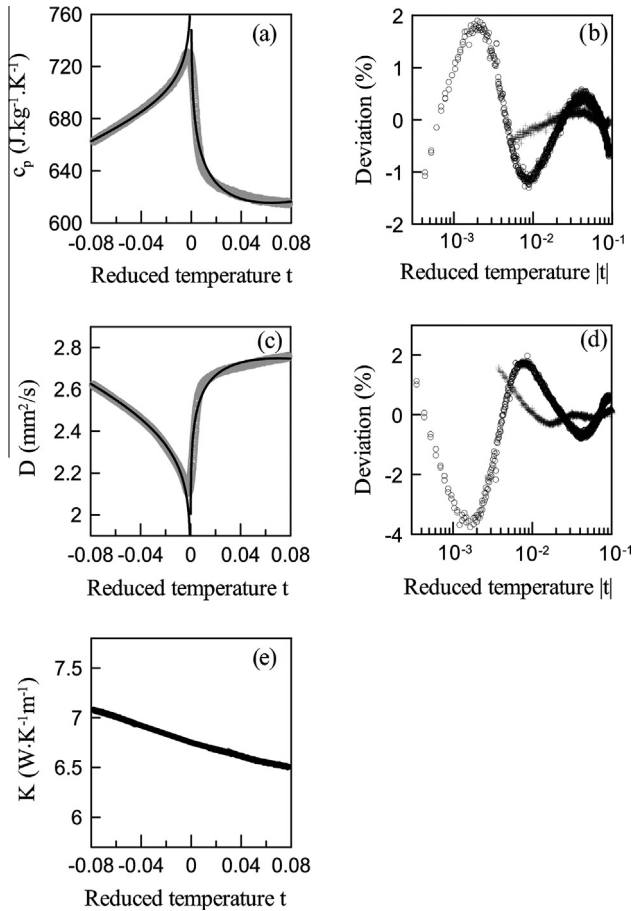 (a)
760
720
680
640
600
cₚ (J.kg⁻¹.K⁻¹)
-0.08 -0.04 0 0.04 0.08
Reduced temperature t
(b)
2
1
0
-1
-2
Deviation (%)
10⁻³ 10⁻² 10⁻¹
Reduced temperature |t|
(c)
2.8
2.6
2.4
2.2
2
D (mm²/s)
-0.08 -0.04 0 0.04 0.08
Reduced temperature t
(d)
2
0
-2
-4
Deviation (%)
10⁻³ 10⁻² 10⁻¹
Reduced temperature |t|
(e)
7.5
7
6.5
6
K (W·K⁻¹m⁻¹)
-0.08 -0.04 0 0.04 0.08
Reduced temperature t